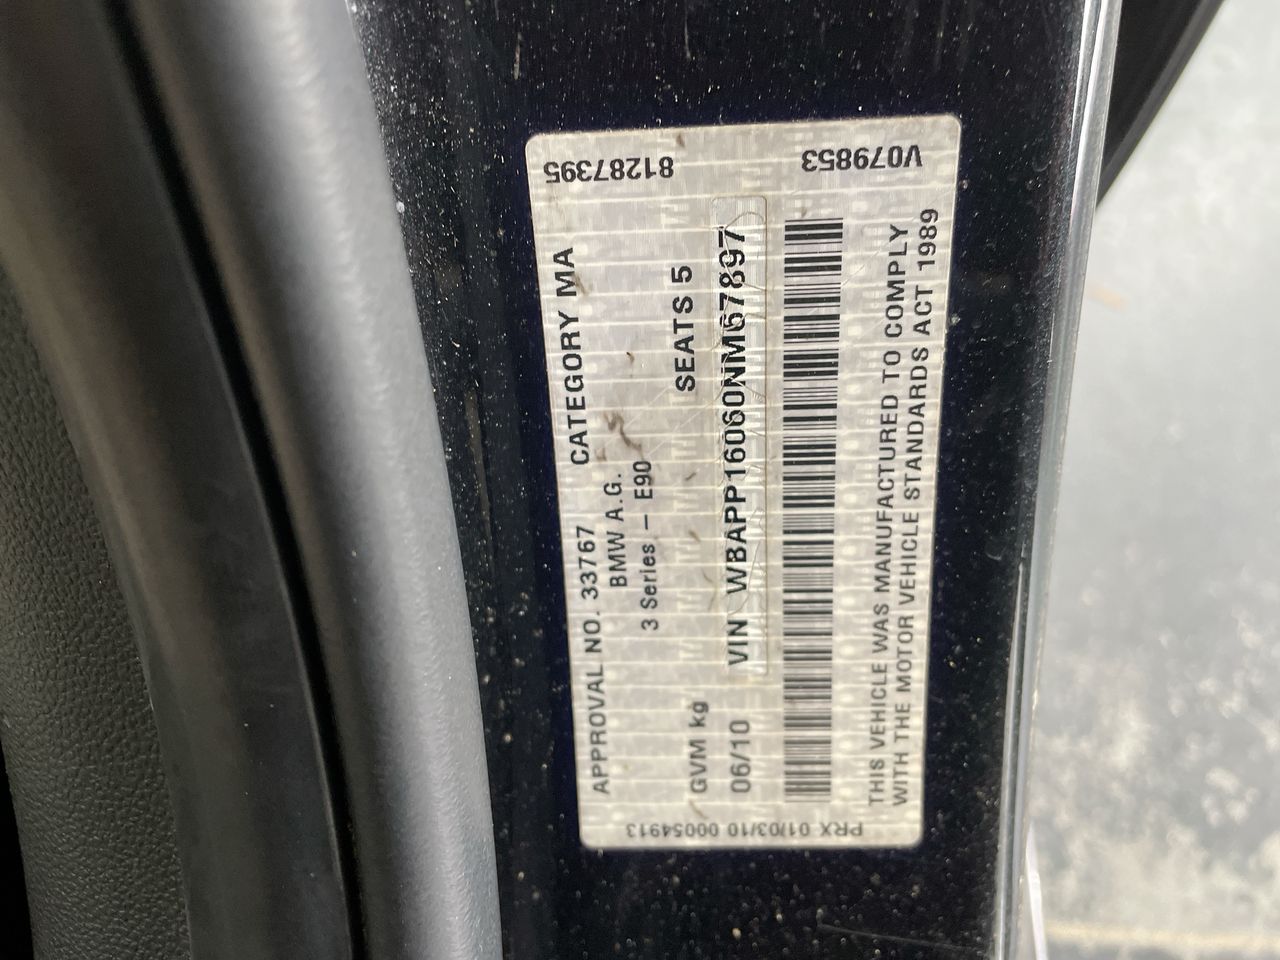 APPROVAL NO. 33767 CATEGORY MA
BMW A.G.
3 Series - E90
GVM kg SEATS 5
06/10 VIN WBAPP16060NM67897
THIS VEHICLE WAS MANUFACTURED TO COMPLY
WITH THE MOTOR VEHICLE STANDARDS ACT 1989
81287395
V079853
PRX 01/03/10 00054913